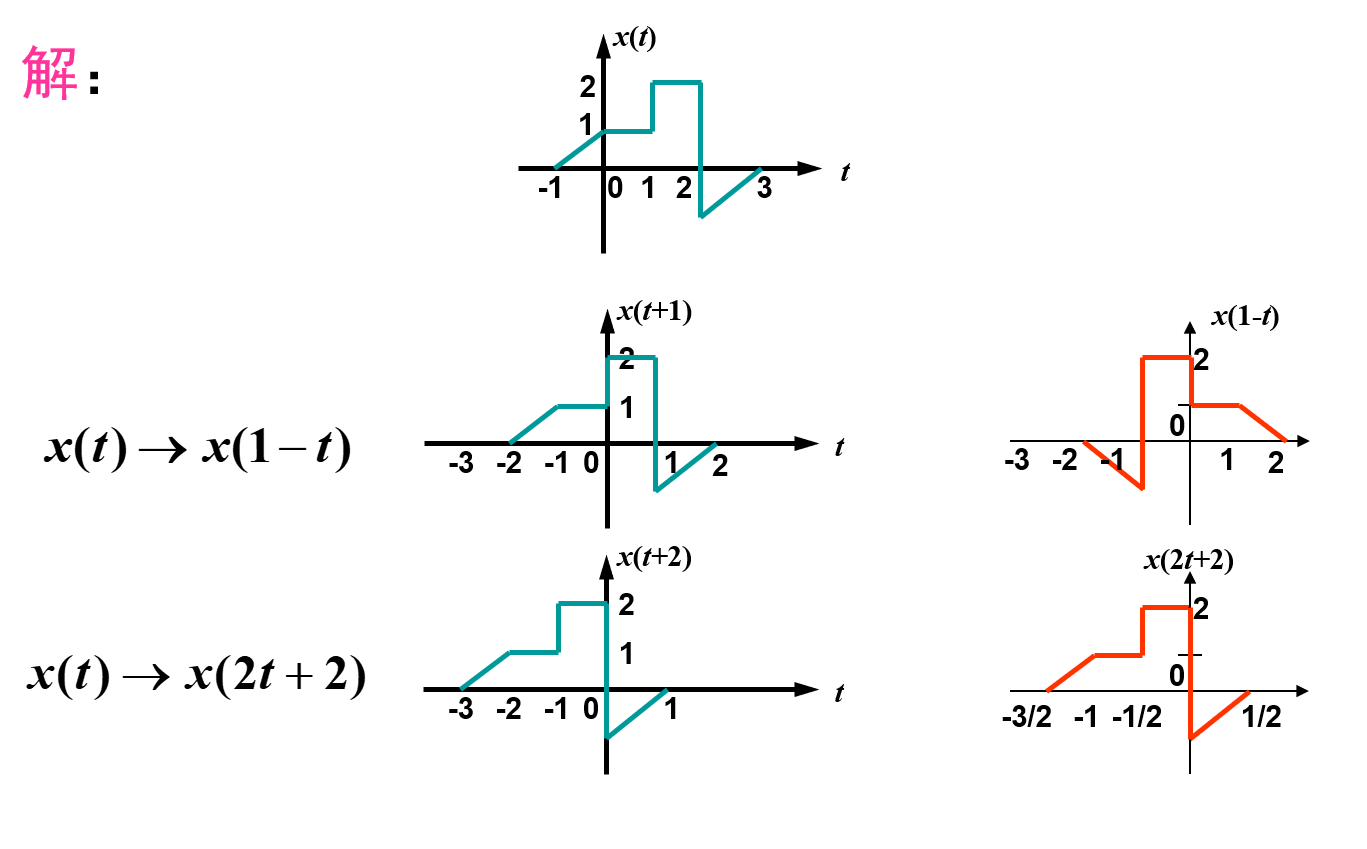 解：
x(t)
2
1
-1 0 1 2 3 t
x(t) → x(1 − t)
x(t+1)
2
1
-3 -2 -1 0 1 2 t
x(1-t)
2
0
-3 -2 -1 1 2
x(t) → x(2t + 2)
x(t+2)
2
1
-3 -2 -1 0 1 t
x(2t+2)
2
0
-3/2 -1 -1/2 1/2